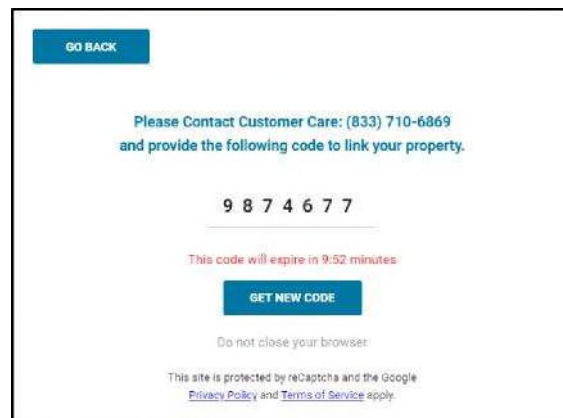 GO BACK
Please Contact Customer Care: (833) 710-6869
and provide the following code to link your property.
9 8 7 4 6 7 7
This code will expire in 9:52 minutes
GET NEW CODE
Do not close your browser
This site is protected by reCaptcha and the Google
Privacy Policy and Terms of Service apply.